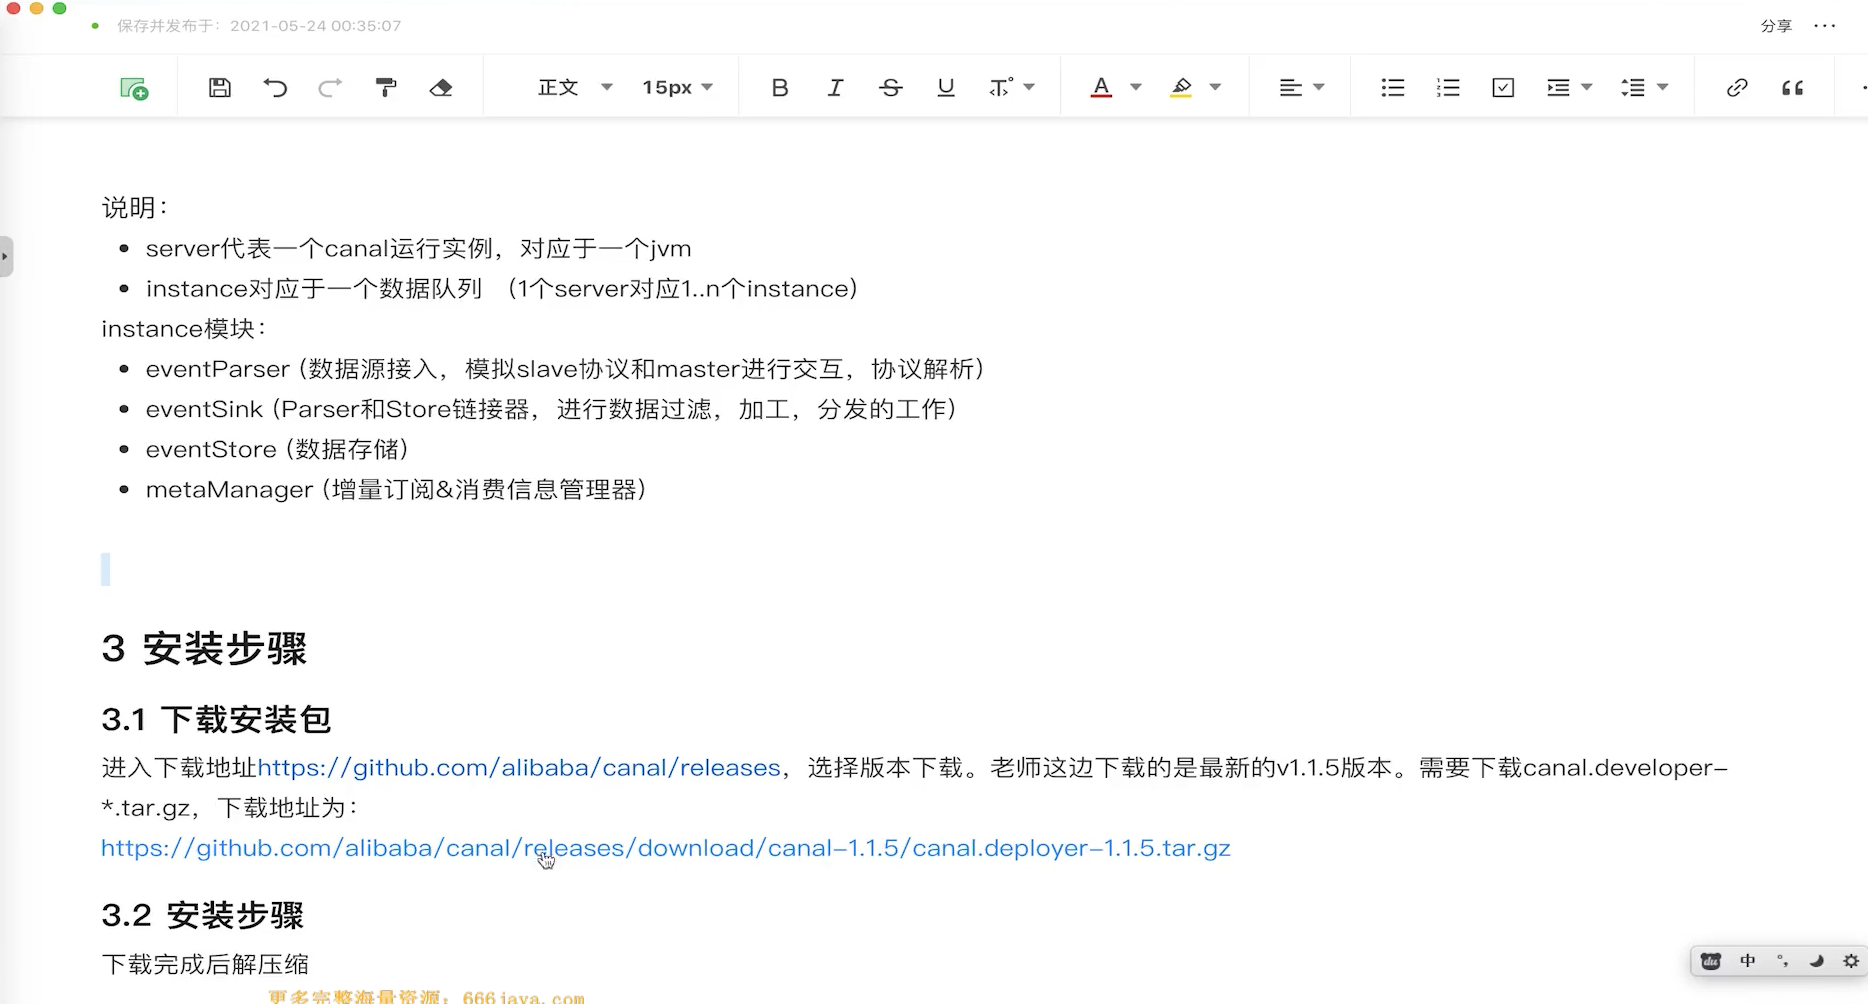 保存并发布于：2021-05-24 00:35:07
分享
正文 15px
说明：
server代表一个canal运行实例，对应于一个jvm
instance对应于一个数据队列 （1个server对应1..n个instance)
instance模块：
eventParser (数据源接入，模拟slave协议和master进行交互，协议解析)
eventSink (Parser和Store链接器，进行数据过滤，加工，分发的工作)
eventStore (数据存储)
metaManager (增量订阅&消费信息管理器)
3 安装步骤
3.1 下载安装包
进入下载地址https://github.com/alibaba/canal/releases，选择版本下载。老师这边下载的是最新的v1.1.5版本。需要下载canal.developer-
*.tar.gz，下载地址为：
https://github.com/alibaba/canal/releases/download/canal-1.1.5/canal.deployer-1.1.5.tar.gz
3.2 安装步骤
下载完成后解压缩
更多完整海量资源：666java.com
du 中 °,